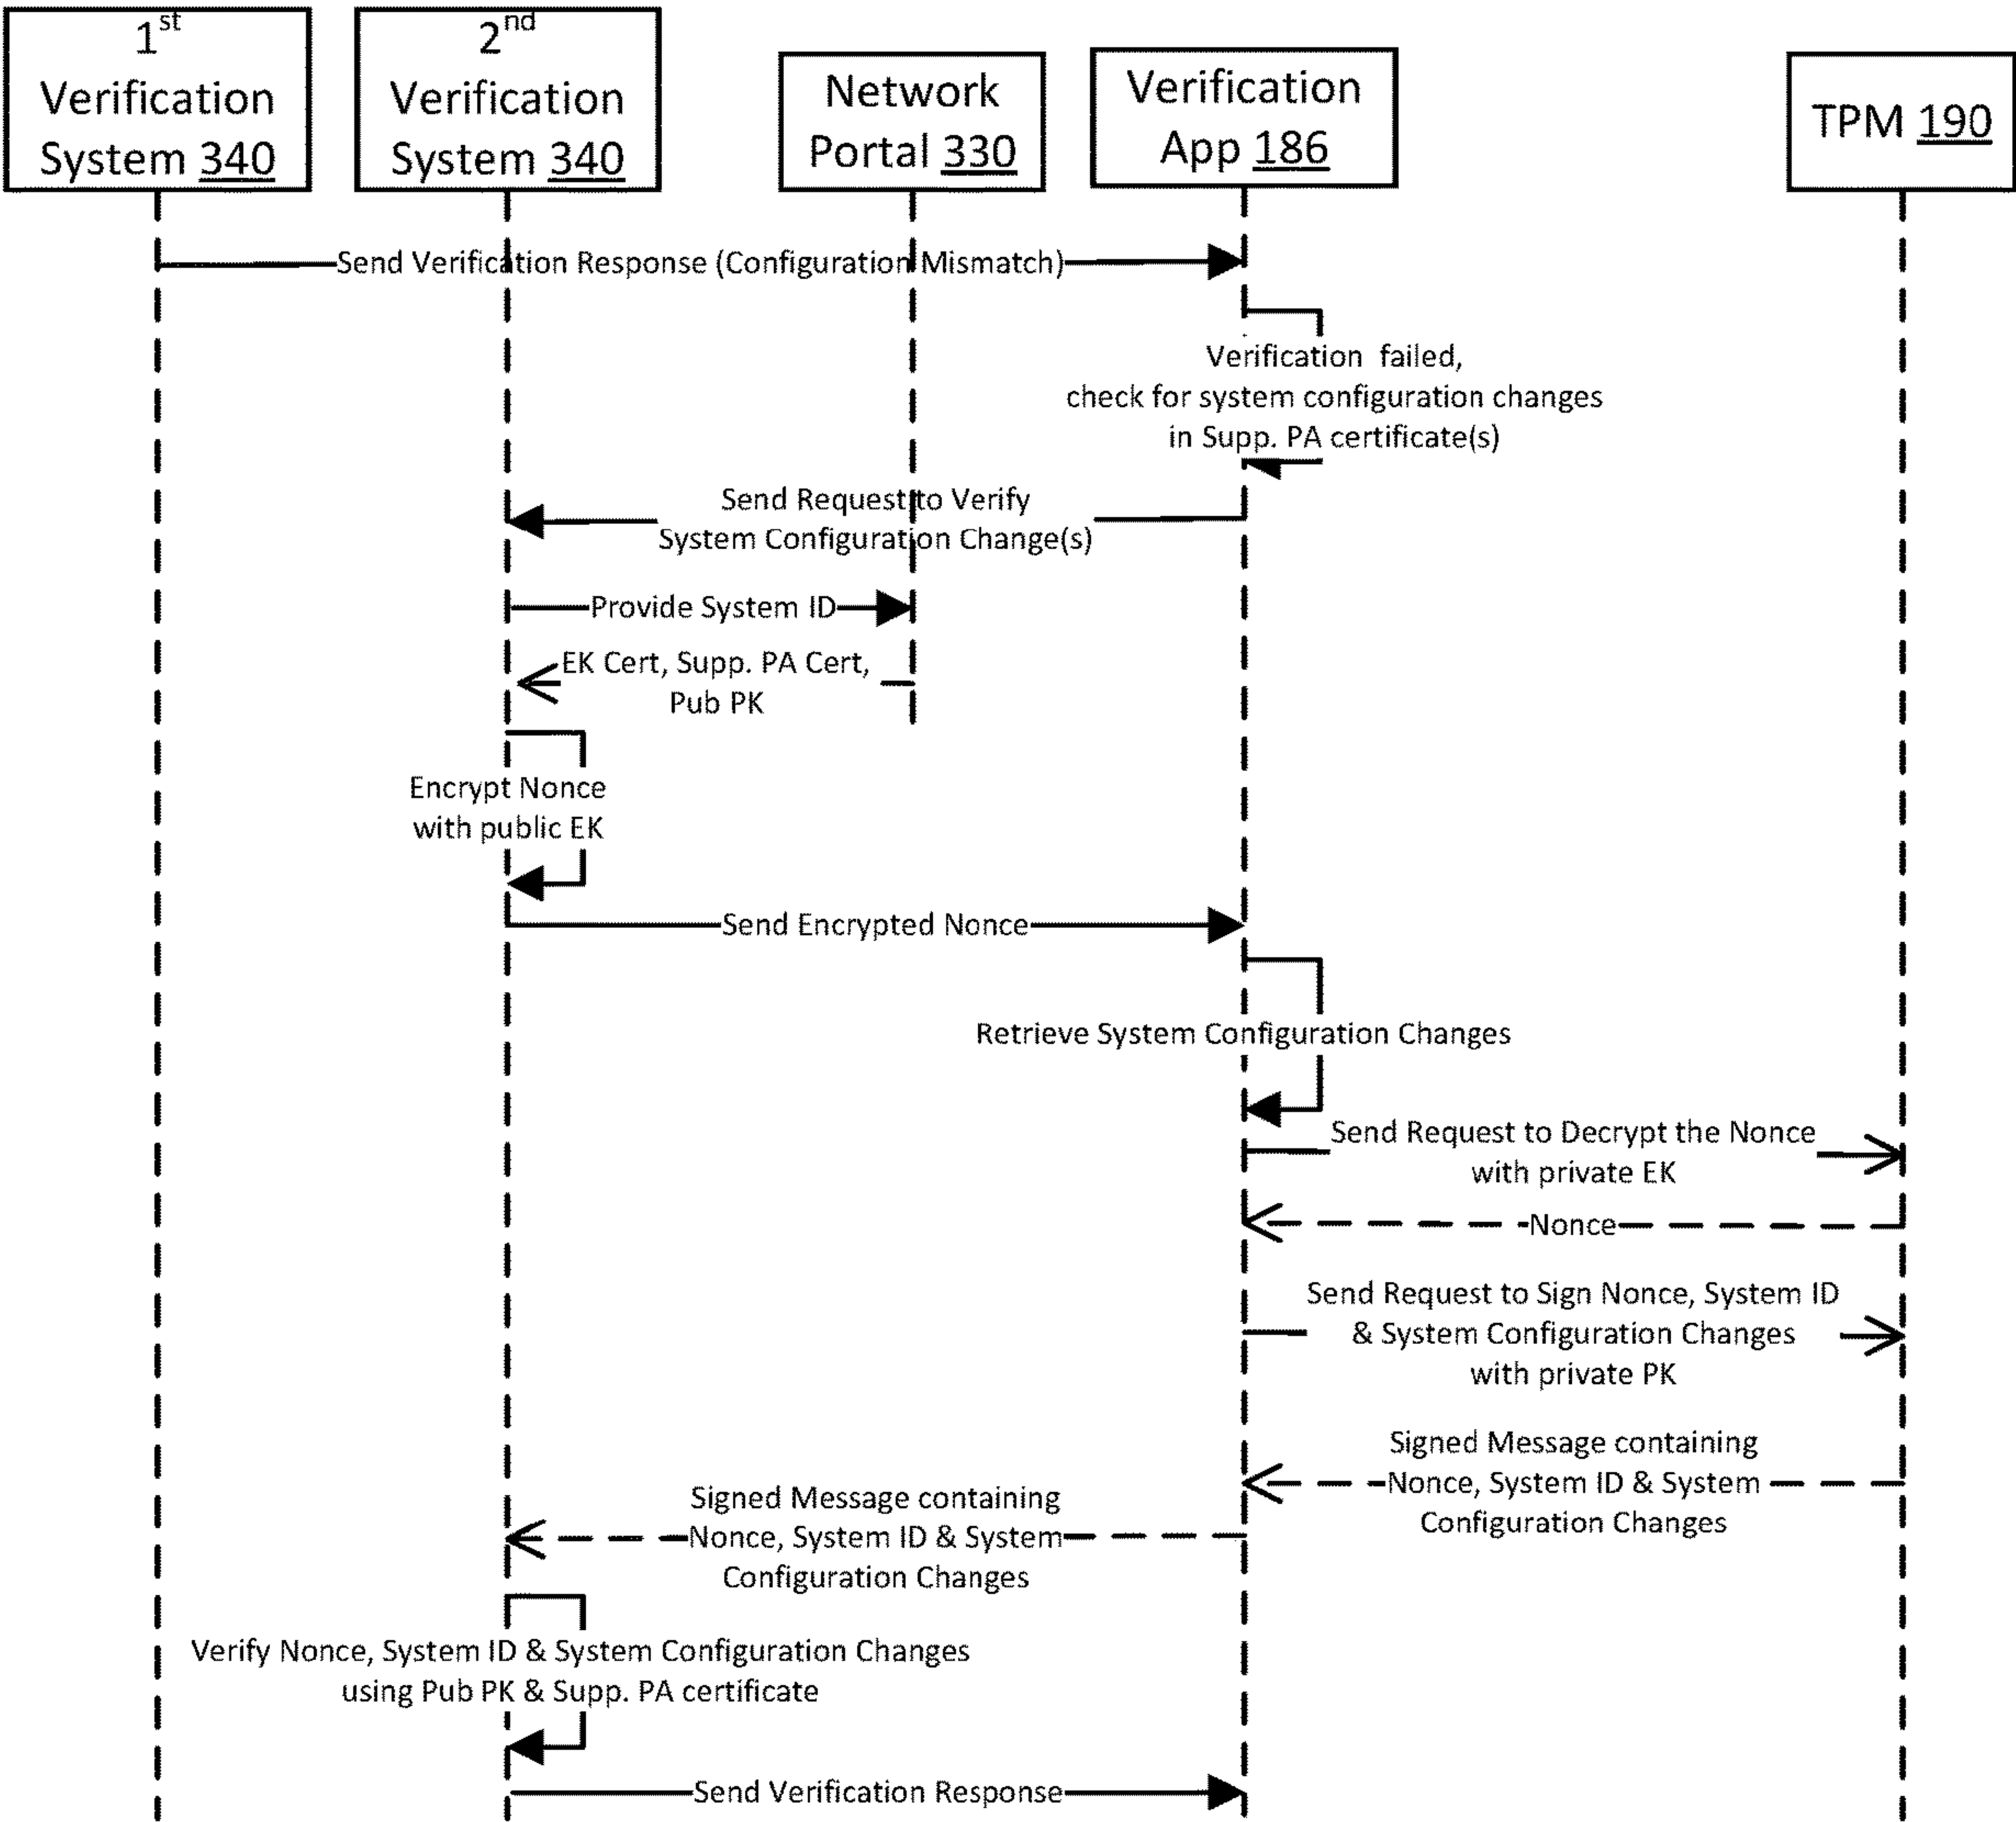 1st
Verification
System 340
2nd
Verification
System 340
Network
Portal 330
Verification
App 186
TPM 190
Send Verification Response (Configuration Mismatch)
Verification failed,
check for system configuration changes
in Supp. PA certificate(s)
Send Request to Verify
System Configuration Change(s)
Provide System ID
EK Cert, Supp. PA Cert,
Pub PK
Encrypt Nonce
with public EK
Send Encrypted Nonce
Retrieve System Configuration Changes
Send Request to Decrypt the Nonce
with private EK
Nonce
Send Request to Sign Nonce, System ID
& System Configuration Changes
with private PK
Signed Message containing
Nonce, System ID & System
Configuration Changes
Signed Message containing
Nonce, System ID & System
Configuration Changes
Verify Nonce, System ID & System Configuration Changes
using Pub PK & Supp. PA certificate
Send Verification Response